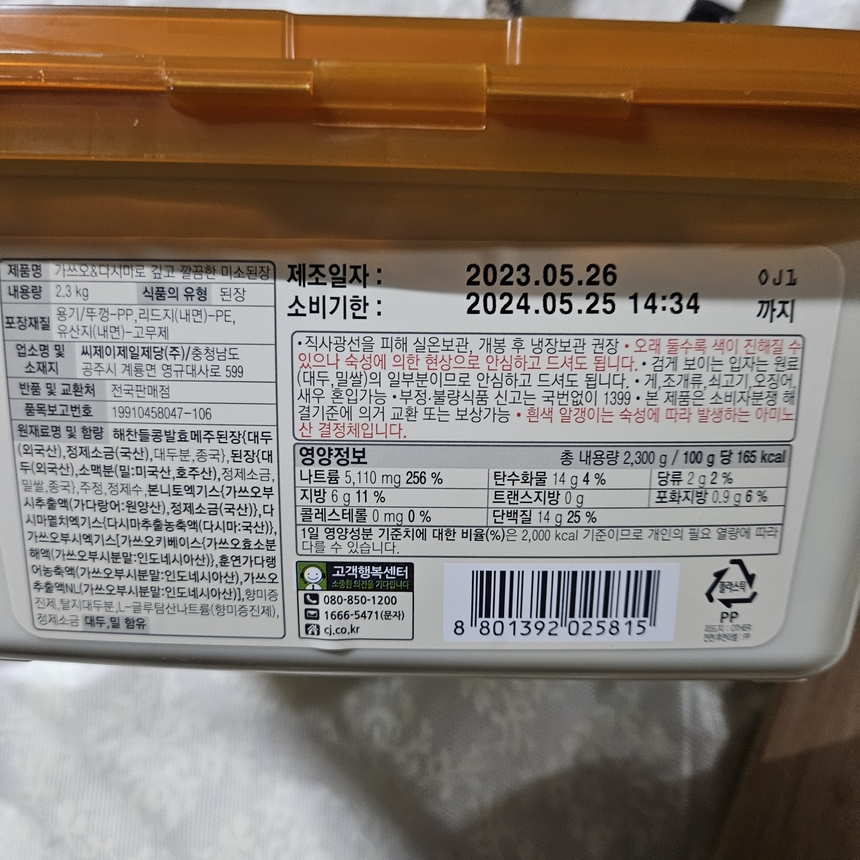 제품명 가쓰오&다시마로 깊고 깔끔한 미소된장
내용량 2.3 kg 식품의 유형 된장
포장재질 용기/뚜껑-PP,리드지(내면)-PE,
유산지(내면)-고무제
업소명 및 소재지 씨제이제일제당(주)/충청남도
공주시 계룡면 영규대사로 599
반품 및 교환처 전국판매점
품목보고번호 19910458047-106
원재료명 및 함량 해찬들콩발효메주된장{대두
(외국산),정제소금(국산),대두분,종국},된장{대
두(외국산),소맥분(밀:미국산,호주산),정제소금,
밀쌀,종국},주정,정제수,본니토엑기스{가쓰오부
시추출액(가다랑어:원양산),정제소금(국산)},다
시마멸치엑기스{다시마추출농축액(다시마:국산)},
가쓰오부시엑기스[가쓰오키베이스{가쓰오효소분
해액(가쓰오부시분말:인도네시아산)},훈연가다랭
어농축액(가쓰오부시분말:인도네시아산),가쓰오
추출액NL(가쓰오부시분말:인도네시아산)],향미증
진제,탈지대두분,L-글루탐산나트륨(향미증진제),
정제소금 대두,밀 함유
제조일자 : 2023.05.26 0J1
소비기한 : 2024.05.25 14:34 까지
•직사광선을 피해 실온보관, 개봉 후 냉장보관 권장 •오래 둘수록 색이 진해질 수
있으나 숙성에 의한 현상으로 안심하고 드셔도 됩니다. •검게 보이는 입자는 원료
(대두,밀쌀)의 일부분이므로 안심하고 드셔도 됩니다. •게,조개류,쇠고기,오징어,
새우 혼입가능 •부정·불량식품 신고는 국번없이 1399 •본 제품은 소비자분쟁 해
결기준에 의거 교환 또는 보상가능 •흰색 알갱이는 숙성에 따라 발생하는 아미노
산 결정체입니다.
영양정보 총 내용량 2,300 g / 100 g 당 165 kcal
나트륨 5,110 mg 256 % 탄수화물 14 g 4 % 당류 2 g 2 %
지방 6 g 11 % 트랜스지방 0 g 포화지방 0.9 g 6 %
콜레스테롤 0 mg 0 % 단백질 14 g 25 %
1일 영양성분 기준치에 대한 비율(%)은 2,000 kcal 기준이므로 개인의 필요 열량에 따라
다를 수 있습니다.
고객행복센터
소중한 의견을 기다립니다
080-850-1200
1666-5471(문자)
cj.co.kr
8 801392 025815
플라스틱
PP
리드지 : OTHER